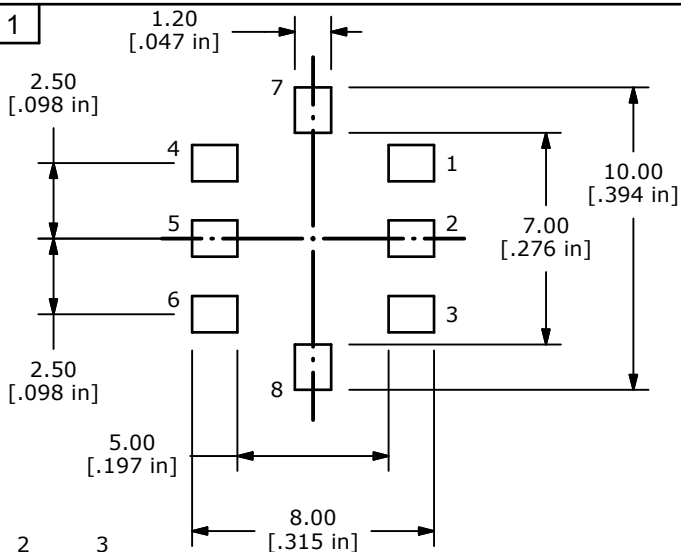 1
1.20
[.047 in]
2.50
[.098 in]
7
4
1
10.00
[.394 in]
5
2
7.00
[.276 in]
6
3
2.50
[.098 in]
8
5.00
[.197 in]
8.00
[.315 in]
2 3